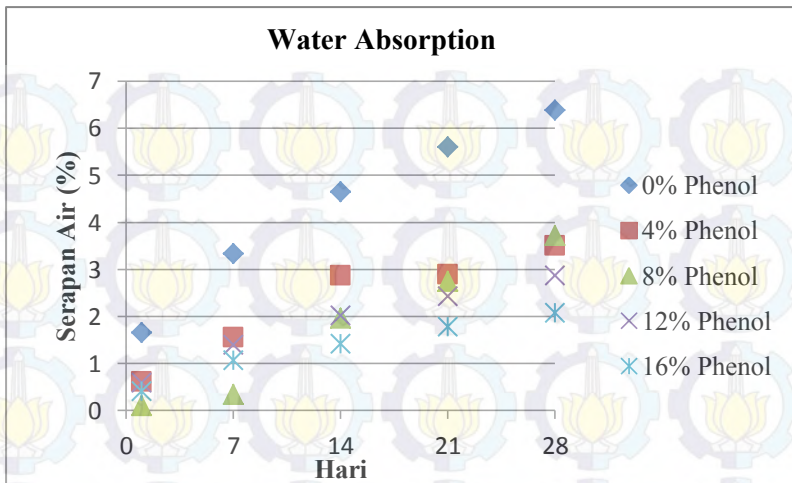 Water Absorption
Serapan Air (%)
7
6
5
4
3
2
1
0
0 7 14 21 28
Hari
0% Phenol
4% Phenol
8% Phenol
12% Phenol
16% Phenol